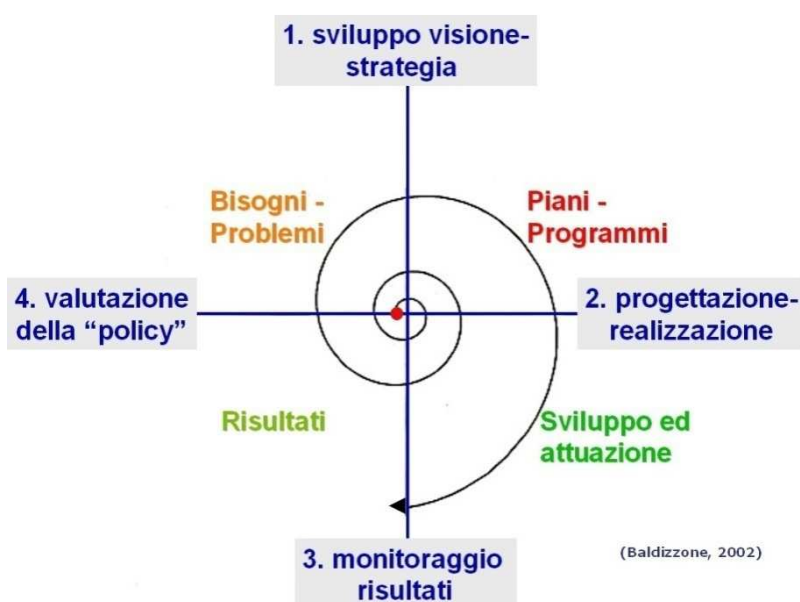 1. sviluppo visione-
strategia
Bisogni -
Problemi
Piani -
Programmi
4. valutazione
della “policy”
2. progettazione-
realizzazione
Risultati
Sviluppo ed
attuazione
3. monitoraggio
risultati
(Baldizzone, 2002)